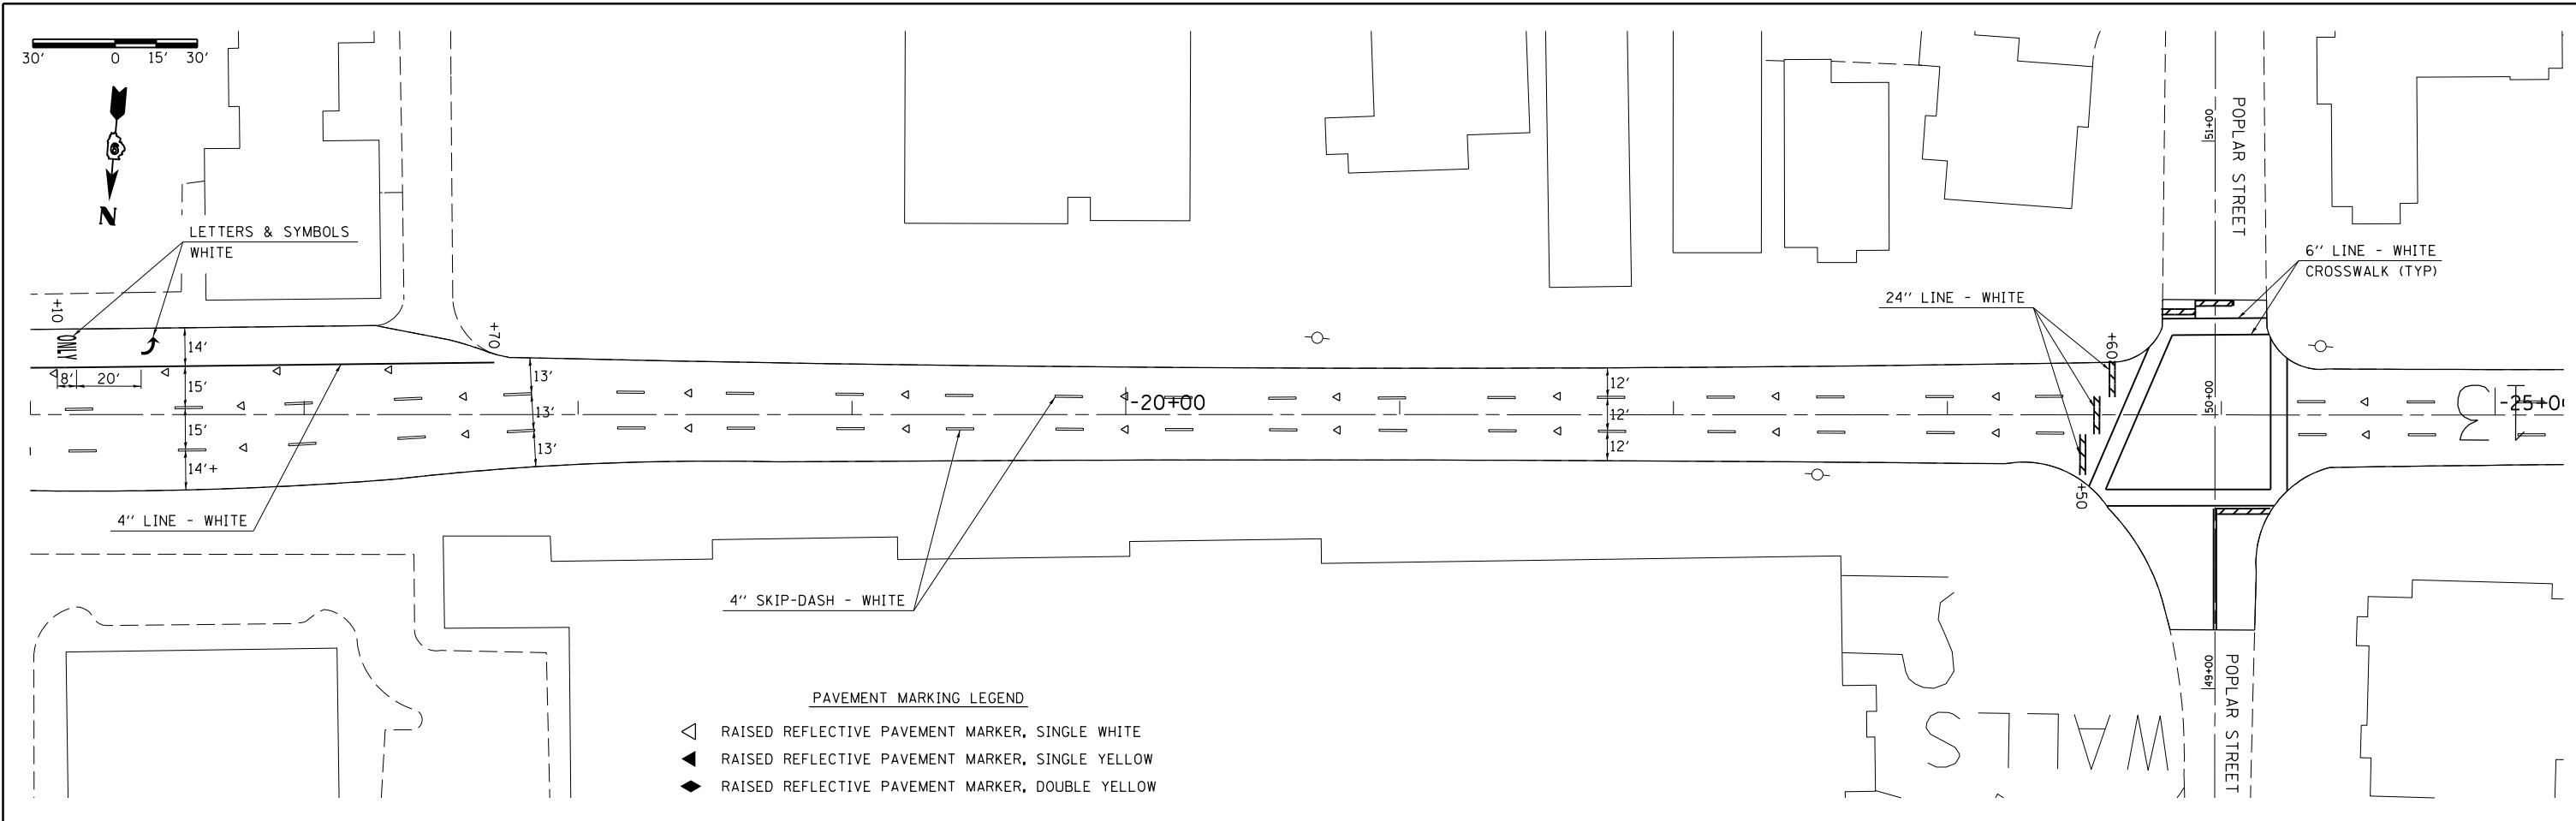 30' 0 15' 30'
N
LETTERS & SYMBOLS
WHITE
+10
ONLY
8' 20'
14'
15'
15'
14'+
+70
13'
13'
13'
4'' LINE - WHITE
4'' SKIP-DASH - WHITE
-20+00
12'
12'
12'
24'' LINE - WHITE
+60
+50
POPLAR STREET
51+00
50+00
49+00
POPLAR STREET
6'' LINE - WHITE
CROSSWALK (TYP)
-25+00
WALLS
PAVEMENT MARKING LEGEND
RAISED REFLECTIVE PAVEMENT MARKER, SINGLE WHITE
RAISED REFLECTIVE PAVEMENT MARKER, SINGLE YELLOW
RAISED REFLECTIVE PAVEMENT MARKER, DOUBLE YELLOW